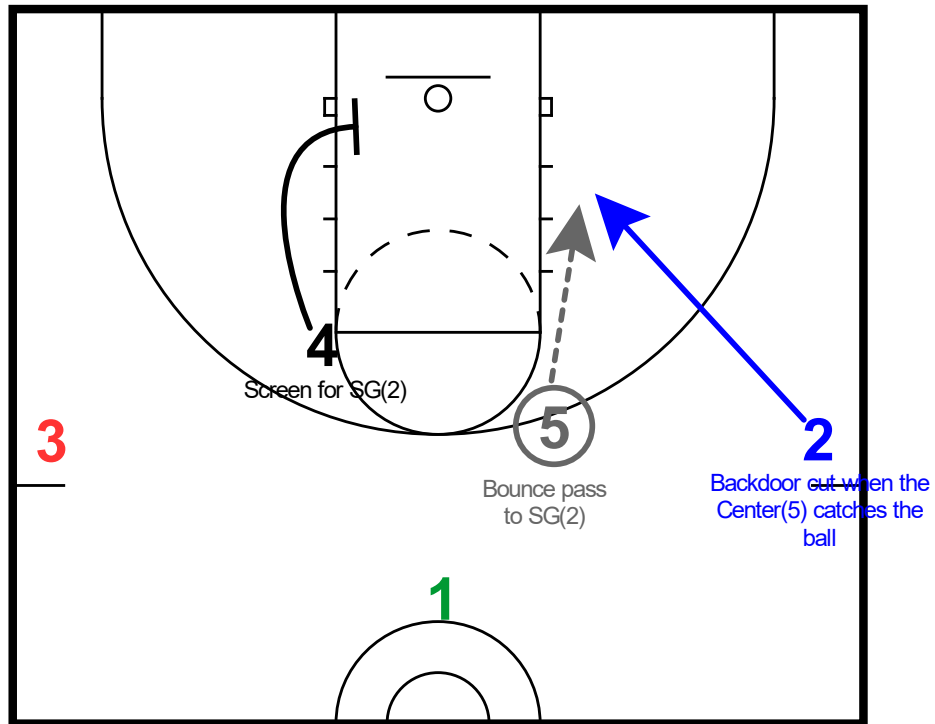 4
Screen for SG(2)
3
5
2
Bounce pass
to SG(2)
Backdoor cut when the
Center(5) catches the
ball
1